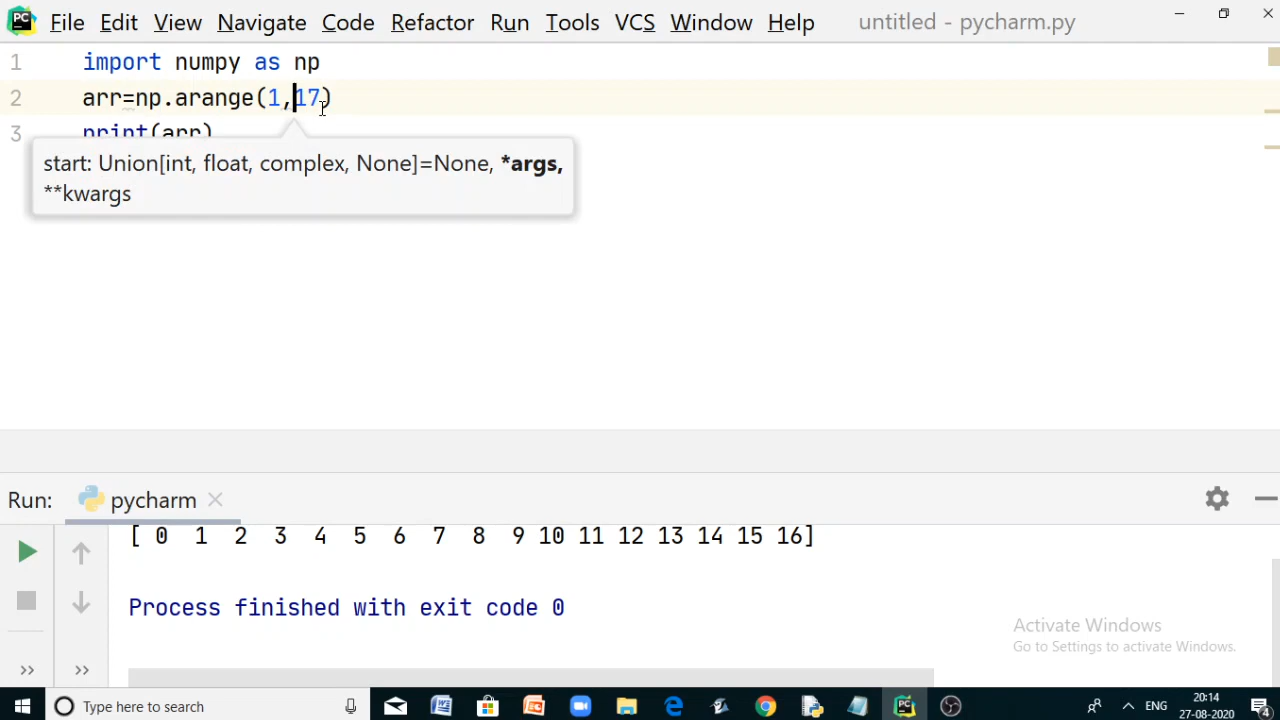 PC File Edit View Navigate Code Refactor Run Tools VCS Window Help untitled - pycharm.py
1 import numpy as np
2 arr=np.arange(1,17)
3 print(arr)
start: Union[int, float, complex, None]=None, *args,
**kwargs
Run: pycharm
[ 0 1 2 3 4 5 6 7 8 9 10 11 12 13 14 15 16]
Process finished with exit code 0
Activate Windows
Go to Settings to activate Windows.
Type here to search
ENG
20:14
27-08-2020
4